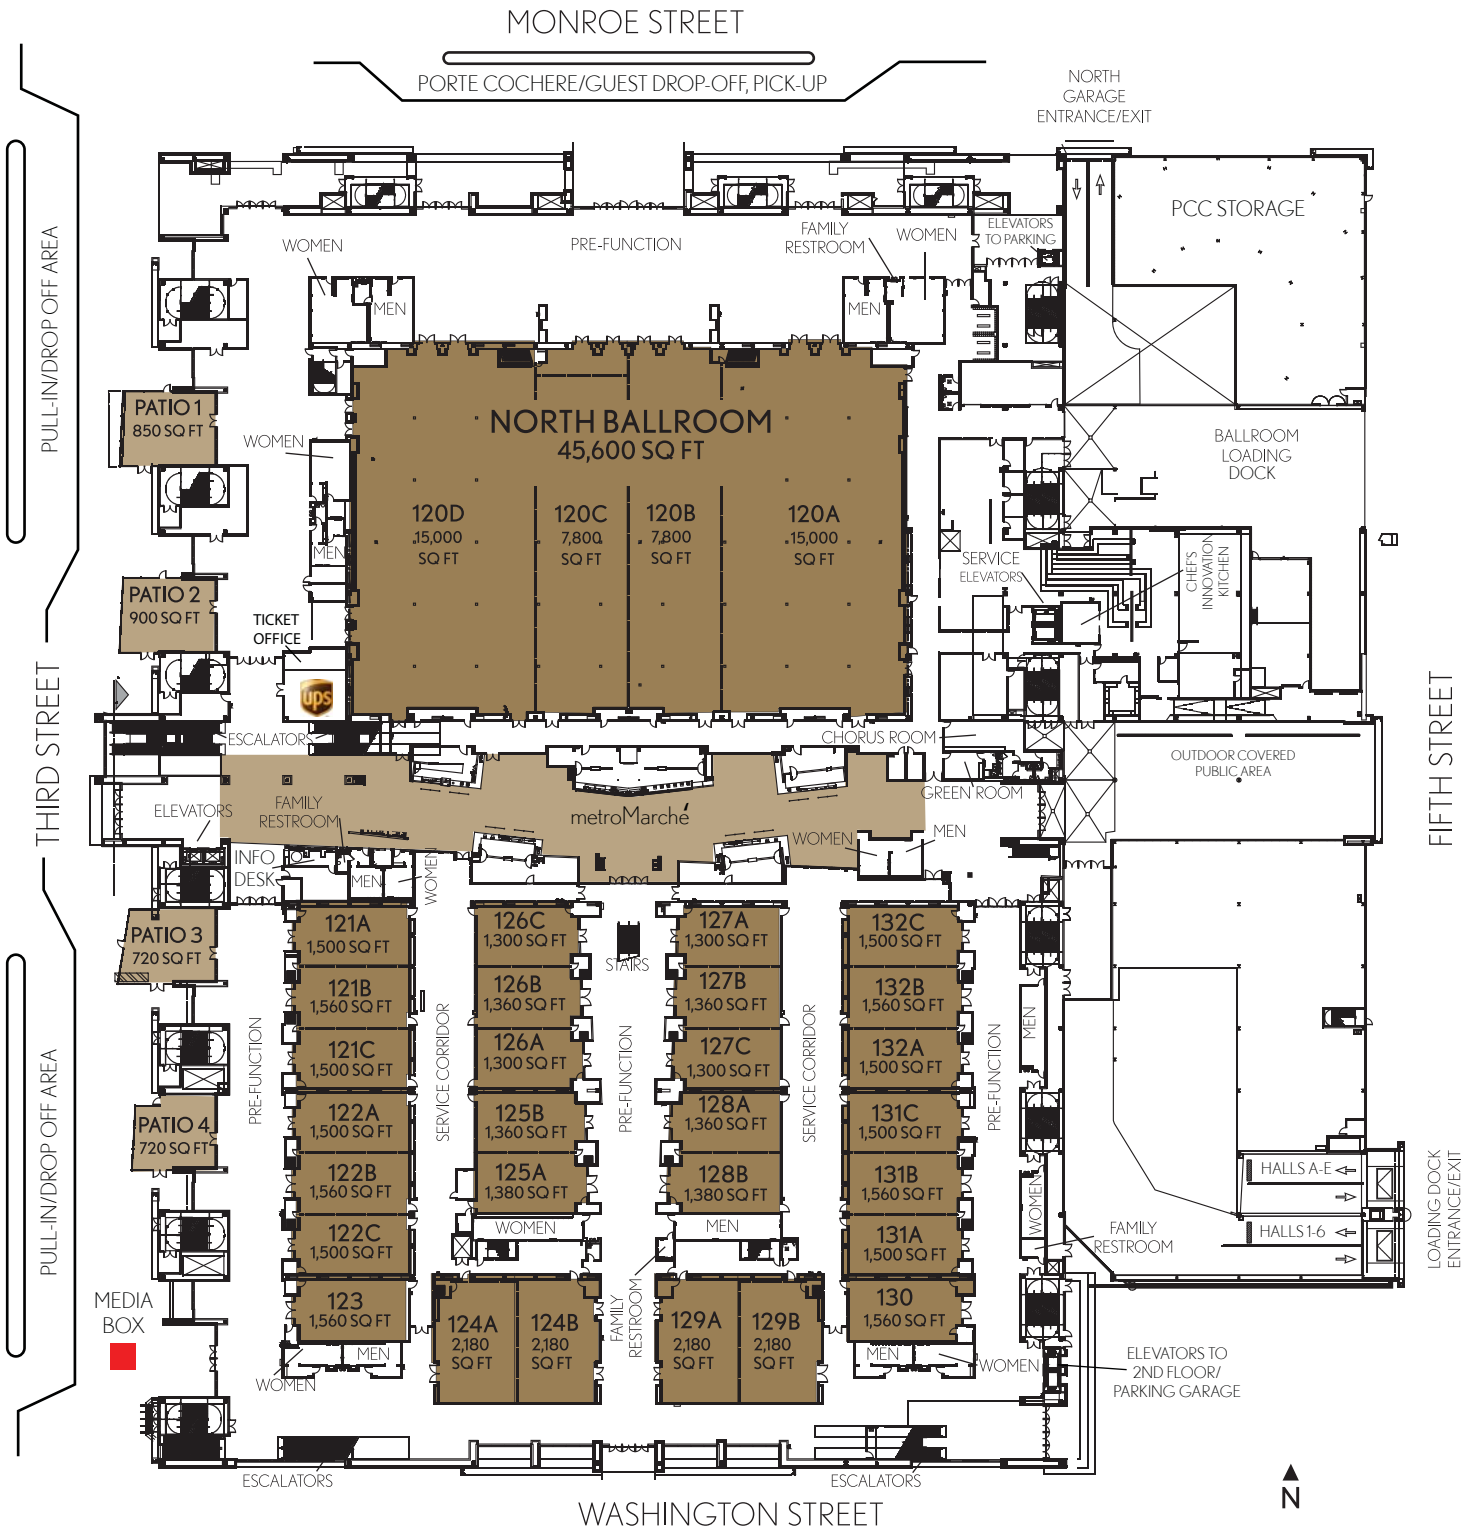 MONROE STREET
PORTE COCHERE/GUEST DROP-OFF, PICK-UP
NORTH
GARAGE
ENTRANCE/EXIT
PCC STORAGE
PULL-IN/DROP OFF AREA
WOMEN
MEN
PRE-FUNCTION
FAMILY
RESTROOM
WOMEN
MEN
ELEVATORS
TO PARKING
PATIO 1
850 SQ FT
WOMEN
MEN
NORTH BALLROOM
45,600 SQ FT
120D
15,000
SQ FT
120C
7,800
SQ FT
120B
7,800
SQ FT
120A
15,000
SQ FT
BALLROOM
LOADING
DOCK
SERVICE
ELEVATORS
CHEF'S
INNOVATION
KITCHEN
PATIO 2
900 SQ FT
TICKET
OFFICE
ups
THIRD STREET
FIFTH STREET
ESCALATORS
CHORUS ROOM
OUTDOOR COVERED
PUBLIC AREA
GREEN ROOM
ELEVATORS
FAMILY
RESTROOM
metroMarché
WOMEN
MEN
INFO
DESK
MEN
WOMEN
PATIO 3
720 SQ FT
121A
1,500 SQ FT
126C
1,300 SQ FT
127A
1,300 SQ FT
132C
1,500 SQ FT
STAIRS
121B
1,560 SQ FT
126B
1,360 SQ FT
127B
1,360 SQ FT
132B
1,560 SQ FT
121C
1,500 SQ FT
126A
1,300 SQ FT
127C
1,300 SQ FT
132A
1,500 SQ FT
PRE-FUNCTION
SERVICE CORRIDOR
PRE-FUNCTION
SERVICE CORRIDOR
PRE-FUNCTION
MEN
PULL-IN/DROP OFF AREA
PATIO 4
720 SQ FT
122A
1,500 SQ FT
125B
1,360 SQ FT
128A
1,360 SQ FT
131C
1,500 SQ FT
122B
1,560 SQ FT
125A
1,380 SQ FT
128B
1,380 SQ FT
131B
1,560 SQ FT
HALLS A-E
HALLS 1-6
LOADING DOCK
ENTRANCE/EXIT
122C
1,500 SQ FT
WOMEN
MEN
131A
1,500 SQ FT
WOMEN
FAMILY
RESTROOM
MEDIA
BOX
123
1,560 SQ FT
124A
2,180
SQ FT
124B
2,180
SQ FT
FAMILY
RESTROOM
129A
2,180
SQ FT
129B
2,180
SQ FT
130
1,560 SQ FT
MEN
WOMEN
MEN
WOMEN
ELEVATORS TO
2ND FLOOR/
PARKING GARAGE
ESCALATORS
ESCALATORS
N
WASHINGTON STREET